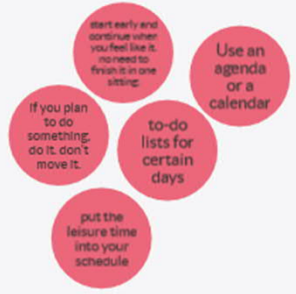 start early and
continue when
you feel like it.
no need to
finish it in one
sitting.
Use an
agenda
or a
calendar
If you plan
to do
something,
do it. don't
move it.
to-do
lists for
certain
days
put the
leisure time
into your
schedule